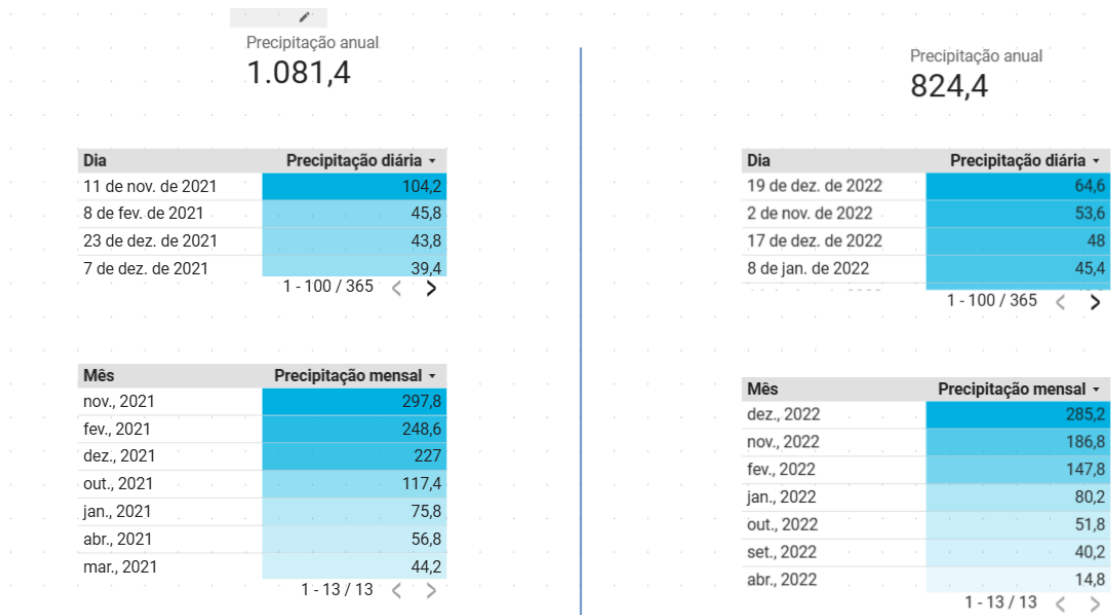 Precipitação anual
1.081,4
Dia Precipitação diária
11 de nov. de 2021 104,2
8 de fev. de 2021 45,8
23 de dez. de 2021 43,8
7 de dez. de 2021 39,4
1 - 100 / 365 < >
Mês Precipitação mensal
nov., 2021 297,8
fev., 2021 248,6
dez., 2021 227
out., 2021 117,4
jan., 2021 75,8
abr., 2021 56,8
mar., 2021 44,2
1 - 13 / 13 < >
Precipitação anual
824,4
Dia Precipitação diária
19 de dez. de 2022 64,6
2 de nov. de 2022 53,6
17 de dez. de 2022 48
8 de jan. de 2022 45,4
1 - 100 / 365 < >
Mês Precipitação mensal
dez., 2022 285,2
nov., 2022 186,8
fev., 2022 147,8
jan., 2022 80,2
out., 2022 51,8
set., 2022 40,2
abr., 2022 14,8
1 - 13 / 13 < >